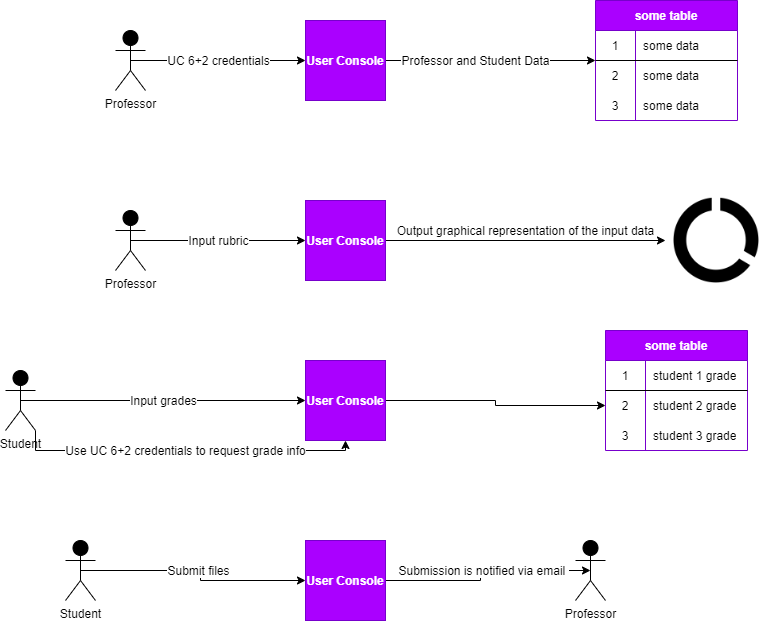 some table
1 some data
UC 6+2 credentials User Console Professor and Student Data
2 some data
Professor
3 some data
Input rubric User Console Output graphical representation of the input data
Professor
some table
1 student 1 grade
Input grades User Console
2 student 2 grade
Student
3 student 3 grade
Use UC 6+2 credentials to request grade info
Submit files User Console Submission is notified via email
Student
Professor